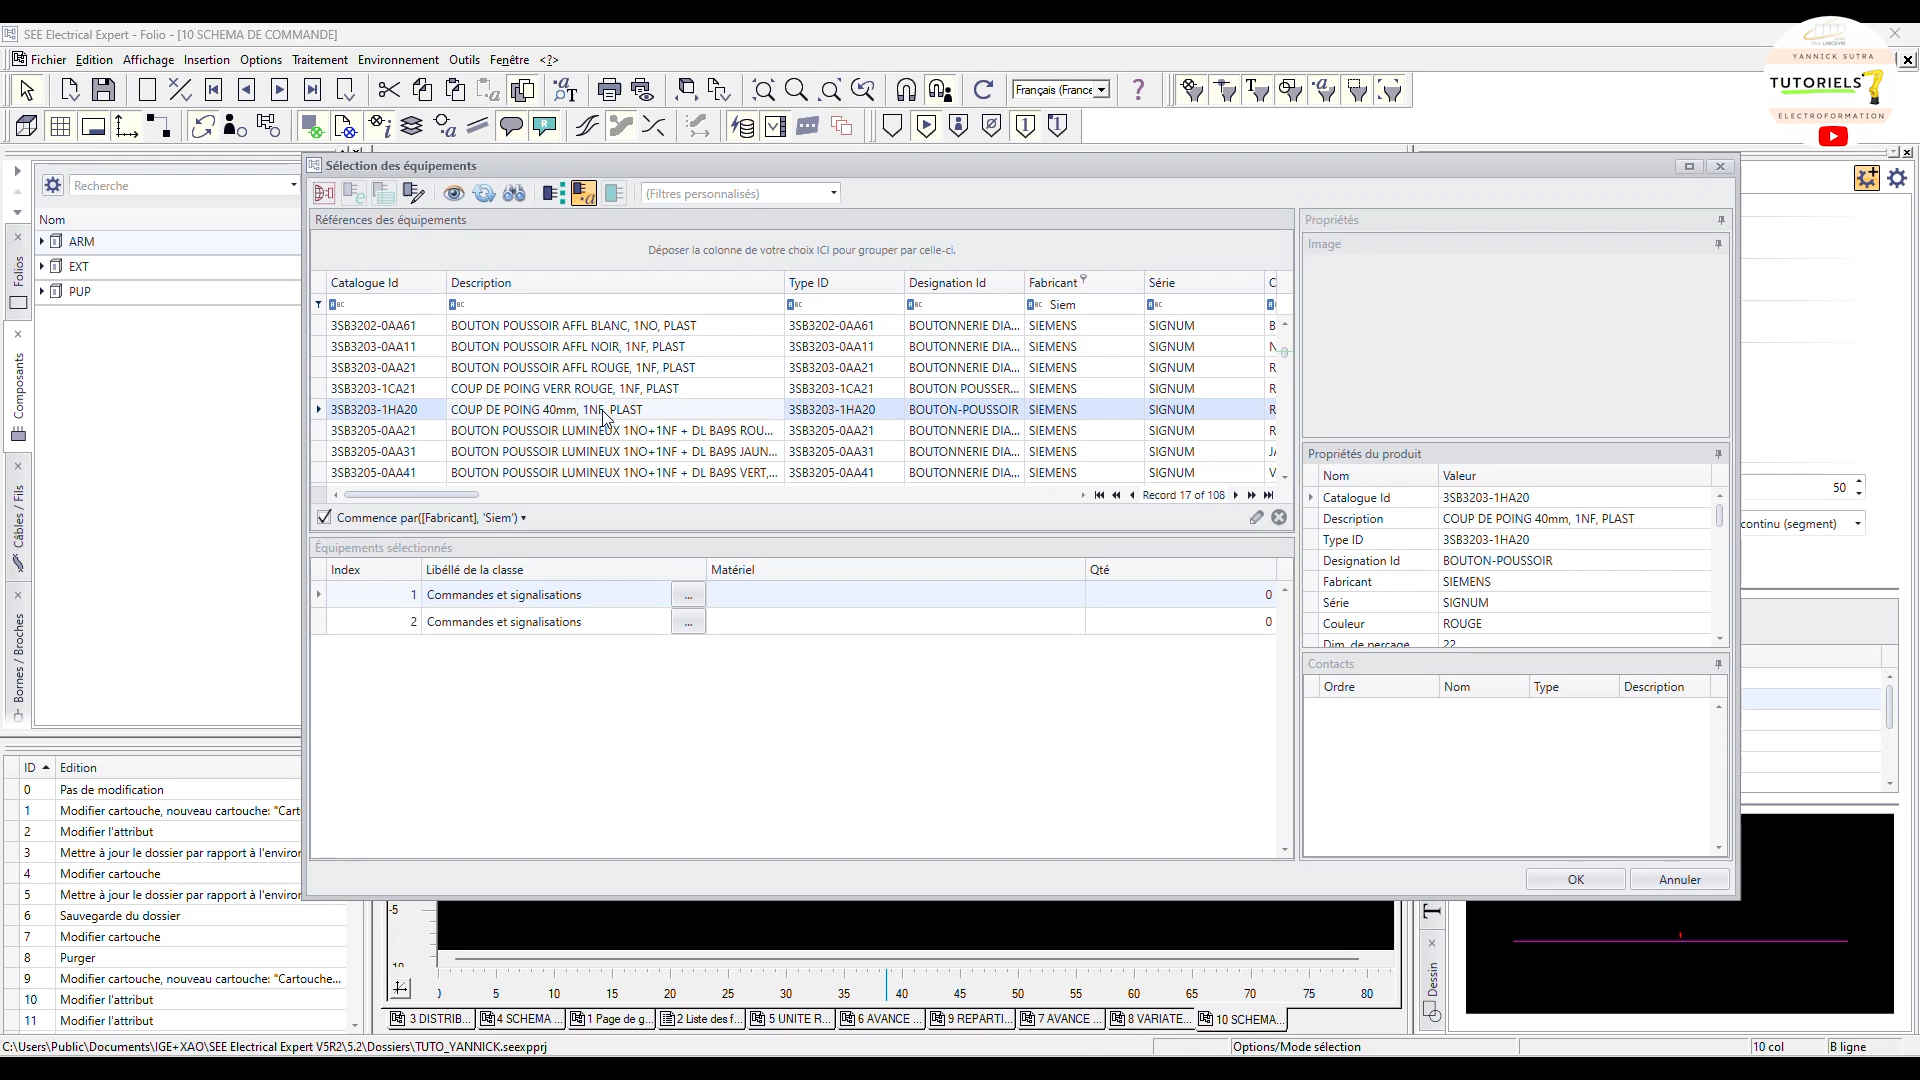 SEE Electrical Expert - Folio - [10 SCHEMA DE COMMANDE]
Fichier Edition Affichage Insertion Options Traitement Environnement Outils Fenêtre <?>
Français (France
YANNICK SUTRA
TUTORIELS
ELECTROFORMATION
Sélection des équipements
Recherche
(Filtres personnalisés)
Nom
ARM
EXT
PUP
Folios
Composants
Câbles / Fils
Bornes / Broches
Références des équipements
Déposer la colonne de votre choix ICI pour grouper par celle-ci.
Catalogue Id Description Type ID Designation Id Fabricant Série C
Siem
3SB3202-0AA61 BOUTON POUSSOIR AFFL BLANC, 1NO, PLAST 3SB3202-0AA61 BOUTONNERIE DIA... SIEMENS SIGNUM B
3SB3203-0AA11 BOUTON POUSSOIR AFFL NOIR, 1NF, PLAST 3SB3203-0AA11 BOUTONNERIE DIA... SIEMENS SIGNUM N
3SB3203-0AA21 BOUTON POUSSOIR AFFL ROUGE, 1NF, PLAST 3SB3203-0AA21 BOUTONNERIE DIA... SIEMENS SIGNUM R
3SB3203-1CA21 COUP DE POING VERR ROUGE, 1NF, PLAST 3SB3203-1CA21 BOUTON POUSSER... SIEMENS SIGNUM R
3SB3203-1HA20 COUP DE POING 40mm, 1NF, PLAST 3SB3203-1HA20 BOUTON-POUSSOIR SIEMENS SIGNUM R
3SB3205-0AA21 BOUTON POUSSOIR LUMINEUX 1NO+1NF + DL BA9S ROU... 3SB3205-0AA21 BOUTONNERIE DIA... SIEMENS SIGNUM R
3SB3205-0AA31 BOUTON POUSSOIR LUMINEUX 1NO+1NF + DL BA9S JAUN... 3SB3205-0AA31 BOUTONNERIE DIA... SIEMENS SIGNUM JA
3SB3205-0AA41 BOUTON POUSSOIR LUMINEUX 1NO+1NF + DL BA9S VERT,... 3SB3205-0AA41 BOUTONNERIE DIA... SIEMENS SIGNUM V
Record 17 of 108
Commence par([Fabricant], 'Siem')
Équipements sélectionnés
Index Libéllé de la classe Matériel Qté
1 Commandes et signalisations ... 0
2 Commandes et signalisations ... 0
Propriétés
Image
Propriétés du produit
Nom Valeur
Catalogue Id 3SB3203-1HA20
Description COUP DE POING 40mm, 1NF, PLAST
Type ID 3SB3203-1HA20
Designation Id BOUTON-POUSSOIR
Fabricant SIEMENS
Série SIGNUM
Couleur ROUGE
Dim. de perçage 22
Contacts
Ordre Nom Type Description
OK Annuler
50
continu (segment)
ID Edition
0 Pas de modification
1 Modifier cartouche, nouveau cartouche: "Cart
2 Modifier l'attribut
3 Mettre à jour le dossier par rapport à l'enviror
4 Modifier cartouche
5 Mettre à jour le dossier par rapport à l'enviror
6 Sauvegarde du dossier
7 Modifier cartouche
8 Purger
9 Modifier cartouche, nouveau cartouche: "Cartouche...
10 Modifier l'attribut
11 Modifier l'attribut
-5
5 10 15 20 25 30 35 40 45 50 55 60 65 70 75 80
3 DISTRIB... 4 SCHEMA ... 1 Page de g... 2 Liste des f... 5 UNITE R... 6 AVANCE ... 9 REPARTI... 7 AVANCE ... 8 VARIATE... 10 SCHEMA...
Dessin
C:\Users\Public\Documents\IGE+XAO\SEE Electrical Expert V5R2\5.2\Dossiers\TUTO_YANNICK.seexpprj
Options/Mode sélection
10 col
B ligne